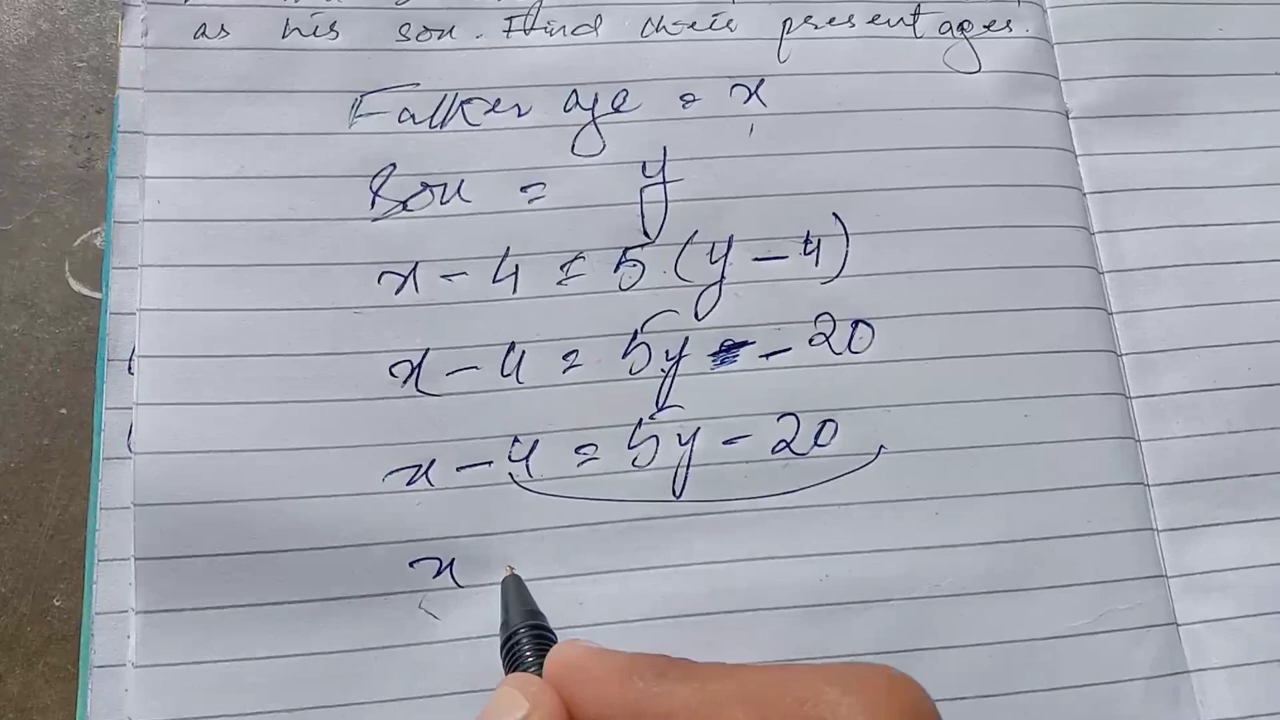 as his son. Find their present ages.
Father age = x
Son = y
x - 4 = 5(y - 4)
x - 4 = 5y - 20
x - 4 = 5y - 20
x